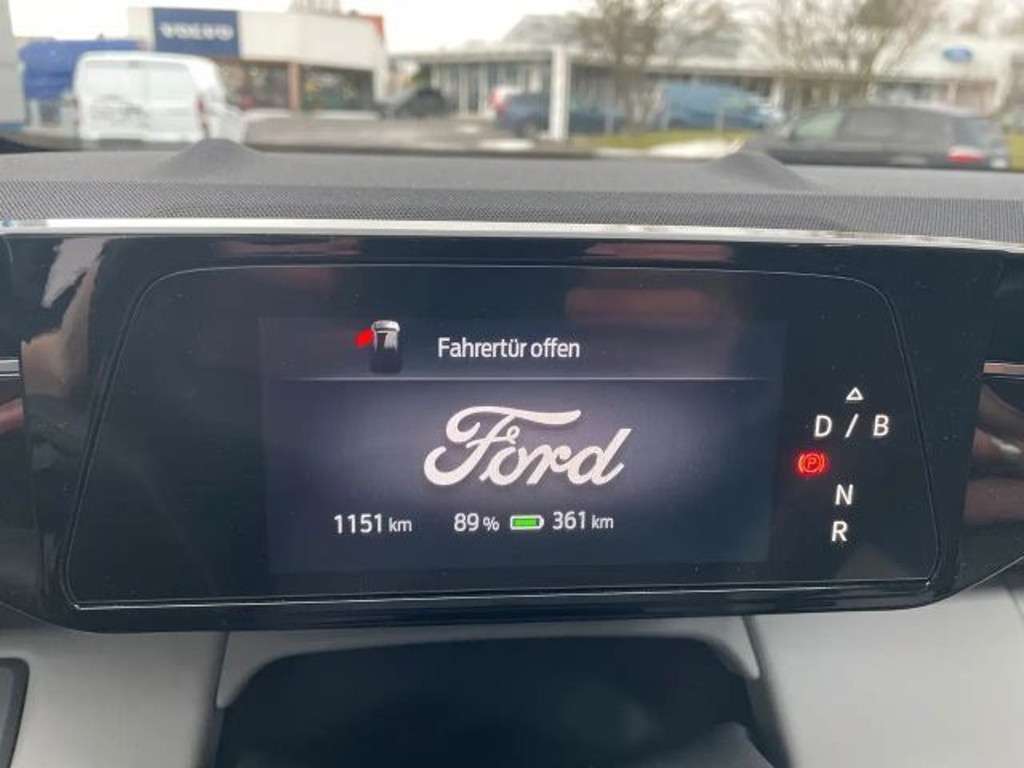 VOLVO
Fahrertür offen
Ford
1151 km 89 % 361 km
D / B
P
N
R